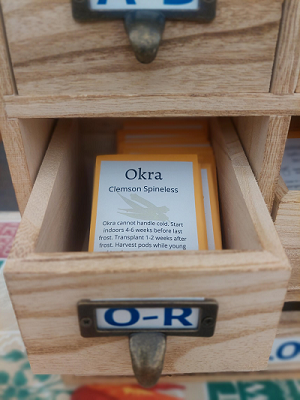 Okra
Clemson Spineless
Okra cannot handle cold. Start
indoors 4-6 weeks before last
frost. Transplant 1-2 weeks after
frost. Harvest pods while young
O-R